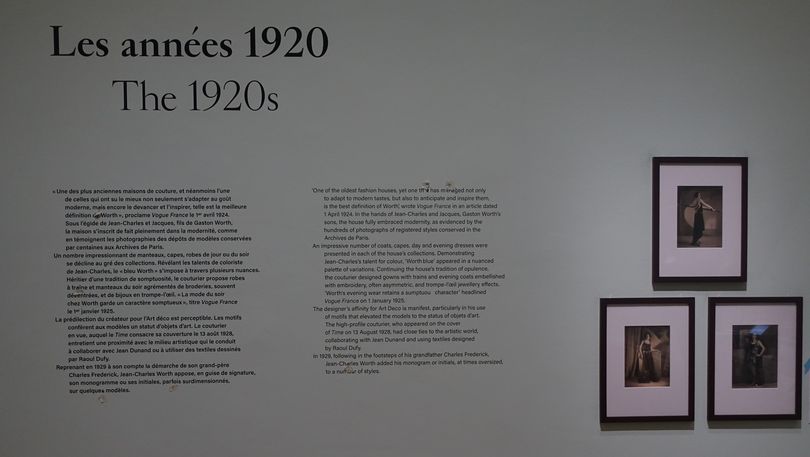 Les années 1920
The 1920s
« Une des plus anciennes maisons de couture, et néanmoins l'une
de celles qui ont su le mieux non seulement s'adapter au goût
moderne, mais encore le devancer et l'inspirer, telle est la meilleure
définition de Worth », proclame Vogue France le 1er avril 1924.
Sous l'égide de Jean-Charles et Jacques, fils de Gaston Worth,
la maison s'inscrit de fait pleinement dans la modernité, comme
en témoignent les photographies des dépôts de modèles conservées
par centaines aux Archives de Paris.
Un nombre impressionnant de manteaux, capes, robes de jour ou du soir
se décline au gré des collections. Révélant les talents de coloriste
de Jean-Charles, le « bleu Worth » s'impose à travers plusieurs nuances.
Héritier d'une tradition de somptuosité, le couturier propose robes
à traîne et manteaux du soir agrémentés de broderies, souvent
décentrées, et de bijoux en trompe-l'œil. « La mode du soir
chez Worth garde un caractère somptueux », titre Vogue France
le 1er janvier 1925.
La prédilection du créateur pour l'Art déco est perceptible. Les motifs
confèrent aux modèles un statut d'objets d'art. Le couturier
en vue, auquel le Time consacre sa couverture le 13 août 1928,
entretient une proximité avec le milieu artistique qui le conduit
à collaborer avec Jean Dunand ou à utiliser des textiles dessinés
par Raoul Dufy.
Reprenant en 1929 à son compte la démarche de son grand-père
Charles Frederick, Jean-Charles Worth appose, en guise de signature,
son monogramme ou ses initiales, parfois surdimensionnés,
sur quelques modèles.
'One of the oldest fashion houses, yet one that has managed not only
to adapt to modern tastes, but also to anticipate and inspire them,
is the best definition of Worth', wrote Vogue France in an article dated
1 April 1924. In the hands of Jean-Charles and Jacques, Gaston Worth's
sons, the house fully embraced modernity, as evidenced by the
hundreds of photographs of registered styles conserved in the
Archives de Paris.
An impressive number of coats, capes, day and evening dresses were
presented in each of the house's collections. Demonstrating
Jean-Charles's talent for colour, 'Worth blue' appeared in a nuanced
palette of variations. Continuing the house's tradition of opulence,
the couturier designed gowns with trains and evening coats embellished
with embroidery, often asymmetric, and trompe-l'œil jewellery effects.
'Worth's evening wear retains a sumptuou character' headlined
Vogue France on 1 January 1925.
The designer's affinity for Art Deco is manifest, particularly in his use
of motifs that elevated the models to the status of objets d'art.
The high-profile couturier, who appeared on the cover
of Time on 13 August 1928, had close ties to the artistic world,
collaborating with Jean Dunand and using textiles designed
by Raoul Dufy.
In 1929, following in the footsteps of his grandfather Charles Frederick,
Jean-Charles Worth added his monogram or initials, at times oversized,
to a number of styles.